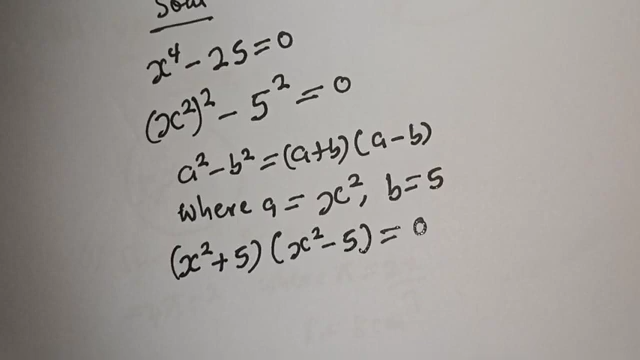 x⁴ - 25 = 0
(x²)² - 5² = 0
a² - b² = (a+b)(a-b)
where a = x², b = 5
(x² + 5)(x² - 5) = 0